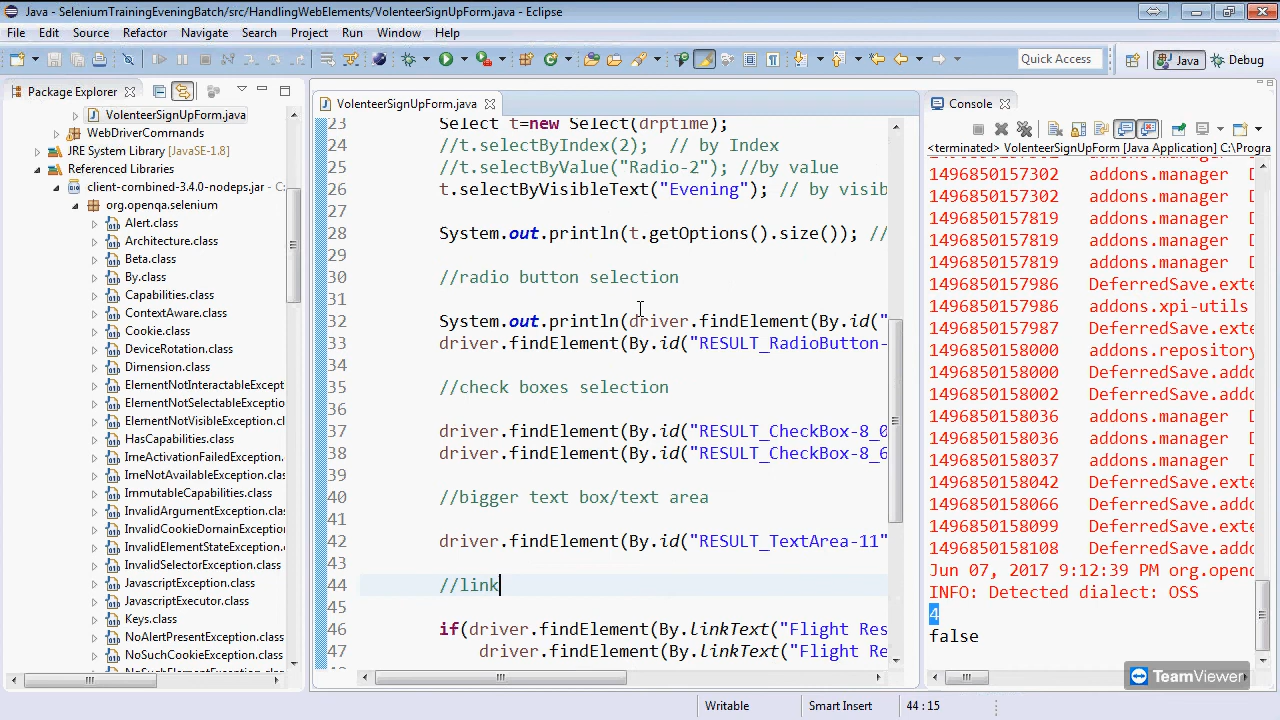 Java - SeleniumTrainingEveningBatch/src/HandlingWebElements/VolenteerSignUpForm.java - Eclipse
File Edit Source Refactor Navigate Search Project Run Window Help
Quick Access Java Debug
Package Explorer
VolenteerSignUpForm.java
WebDriverCommands
JRE System Library [JavaSE-1.8]
Referenced Libraries
client-combined-3.4.0-nodeps.jar - C:
org.openqa.selenium
Alert.class
Architecture.class
Beta.class
By.class
Capabilities.class
ContextAware.class
Cookie.class
DeviceRotation.class
Dimension.class
ElementNotInteractableExcept
ElementNotSelectableExceptio
ElementNotVisibleException.c
HasCapabilities.class
ImeActivationFailedException.
ImeNotAvailableException.cla
ImmutableCapabilities.class
InvalidArgumentException.clas
InvalidCookieDomainException
InvalidElementStateException.c
InvalidSelectorException.class
JavascriptException.class
JavascriptExecutor.class
Keys.class
NoAlertPresentException.class
NoSuchContextException.class
VolenteerSignUpForm.java
23 Select t=new Select(drptime);
24 //t.selectByIndex(2); // by Index
25 //t.selectByValue("Radio-2"); //by value
26 t.selectByVisibleText("Evening"); // by visib
27
28 System.out.println(t.getOptions().size()); //
29
30 //radio button selection
31
32 System.out.println(driver.findElement(By.id("
33 driver.findElement(By.id("RESULT_RadioButton-
34
35 //check boxes selection
36
37 driver.findElement(By.id("RESULT_CheckBox-8_0
38 driver.findElement(By.id("RESULT_CheckBox-8_6
39
40 //bigger text box/text area
41
42 driver.findElement(By.id("RESULT_TextArea-11"
43
44 //link
45
46 if(driver.findElement(By.linkText("Flight Res
47 driver.findElement(By.linkText("Flight Res
Console
<terminated> VolenteerSignUpForm [Java Application] C:\Progra
1496850157302 addons.manager D
1496850157302 addons.manager D
1496850157819 addons.manager D
1496850157819 addons.manager D
1496850157819 addons.manager D
1496850157986 DeferredSave.exte
1496850157986 addons.xpi-utils
1496850157987 DeferredSave.exte
1496850158000 addons.repository
1496850158000 DeferredSave.addo
1496850158002 DeferredSave.addo
1496850158036 addons.manager D
1496850158036 addons.manager D
1496850158037 addons.manager D
1496850158042 DeferredSave.exte
1496850158066 DeferredSave.addo
1496850158099 DeferredSave.exte
1496850158108 DeferredSave.addo
Jun 07, 2017 9:12:39 PM org.openq
INFO: Detected dialect: OSS
4
false
TeamViewer
Writable Smart Insert 44 : 15